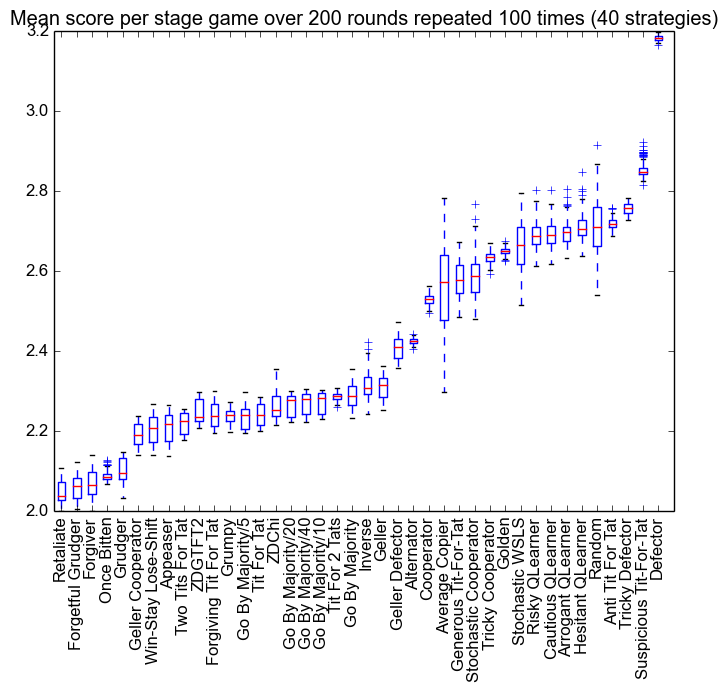 Mean score per stage game over 200 rounds repeated 100 times (40 strategies)
3.2
3.0
2.8
2.6
2.4
2.2
2.0
Retaliate
Forgetful Grudger
Forgiver
Once Bitten
Grudger
Geller Cooperator
Win-Stay Lose-Shift
Appeaser
Two Tits For Tat
ZDGTFT2
Forgiving Tit For Tat
Grumpy
Go By Majority/5
Tit For Tat
ZDChi
Go By Majority/20
Go By Majority/40
Go By Majority/10
Tit For 2 Tats
Go By Majority
Inverse
Geller
Geller Defector
Alternator
Cooperator
Average Copier
Generous Tit-For-Tat
Stochastic Cooperator
Tricky Cooperator
Golden
Stochastic WSLS
Risky QLearner
Cautious QLearner
Arrogant QLearner
Hesitant QLearner
Random
Anti Tit For Tat
Tricky Defector
Suspicious Tit-For-Tat
Defector